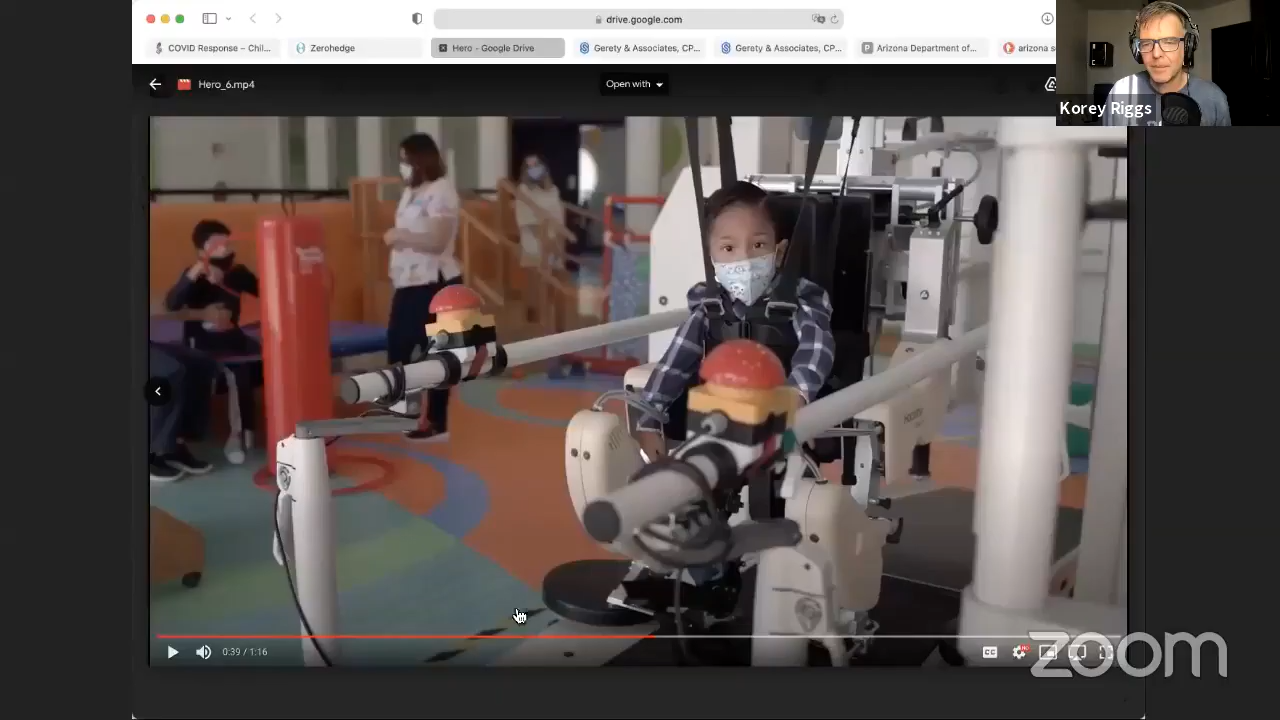 drive.google.com
COVID Response – Chil...
Zerohedge
Hero - Google Drive
Gerety & Associates, CP...
Gerety & Associates, CP...
Arizona Department of...
arizona s
Hero_6.mp4
Open with
Korey Riggs
0:39 / 1:16
CC
zoom